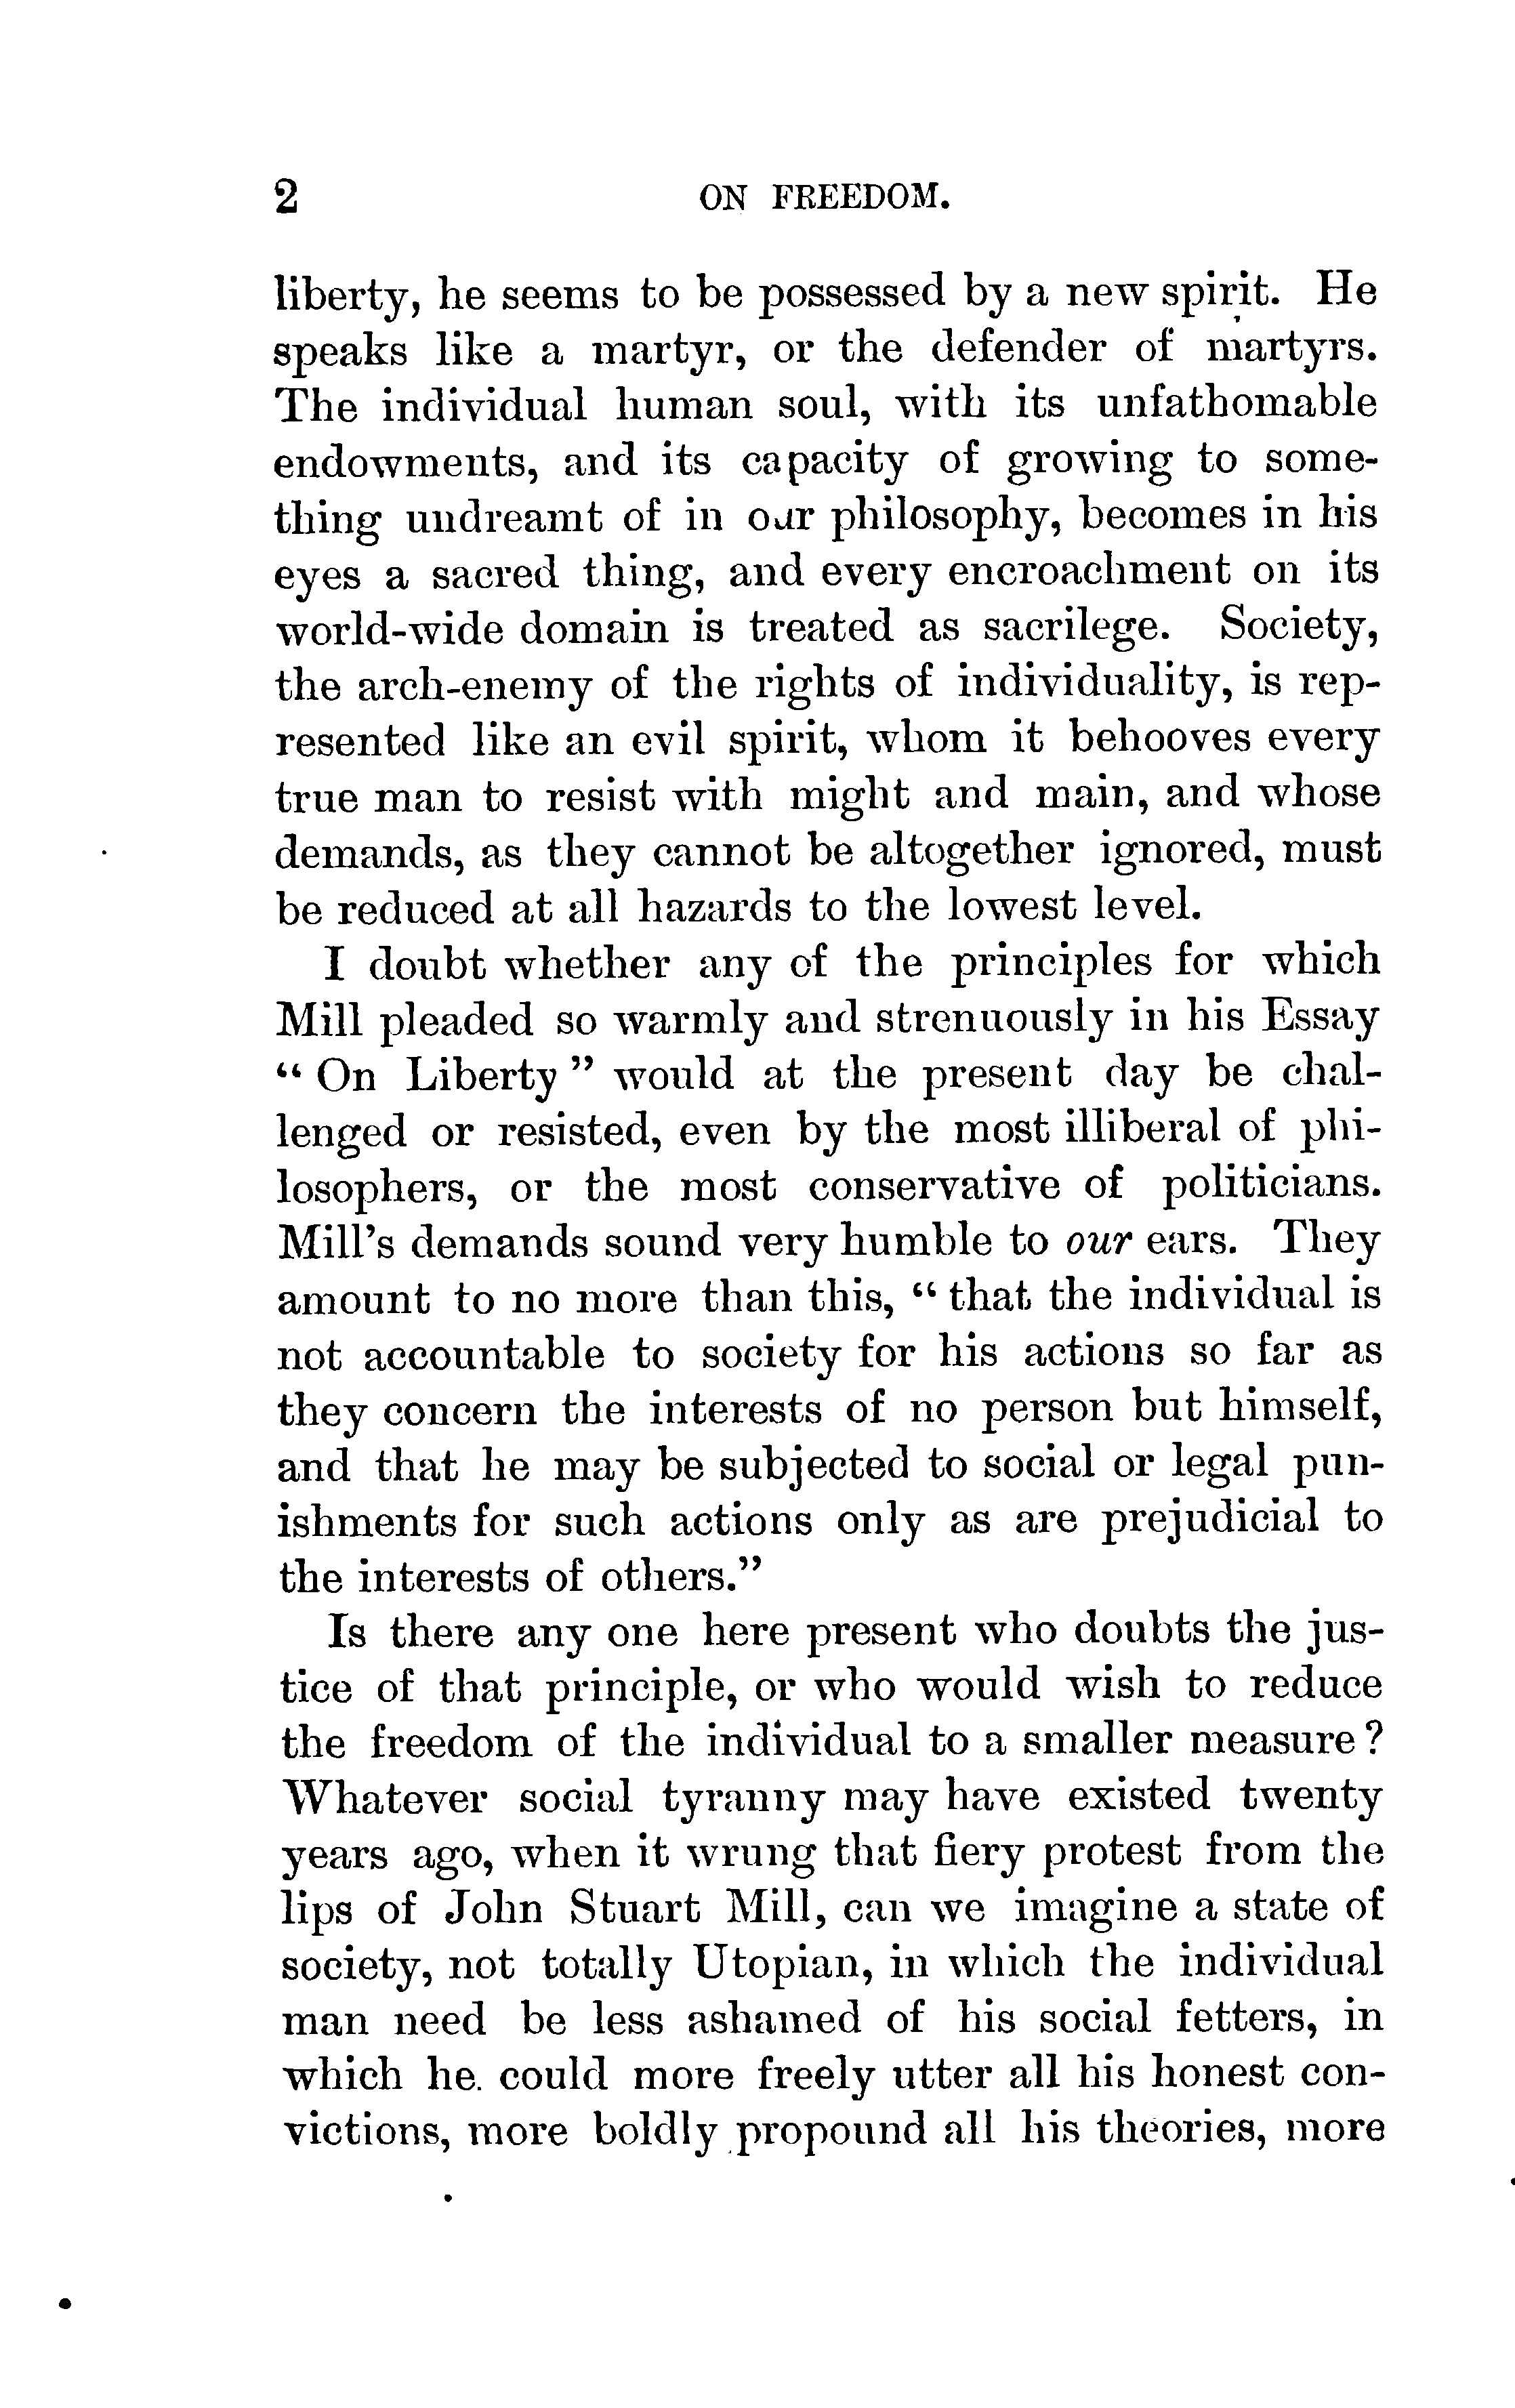 2 ON FREEDOM.
liberty, he seems to be possessed by a new spirit. He
speaks like a martyr, or the defender of martyrs.
The individual human soul, with its unfathomable
endowments, and its capacity of growing to some-
thing undreamt of in our philosophy, becomes in his
eyes a sacred thing, and every encroachment on its
world-wide domain is treated as sacrilege. Society,
the arch-enemy of the rights of individuality, is rep-
resented like an evil spirit, whom it behooves every
true man to resist with might and main, and whose
demands, as they cannot be altogether ignored, must
be reduced at all hazards to the lowest level.
I doubt whether any of the principles for which
Mill pleaded so warmly and strenuously in his Essay
“ On Liberty ” would at the present day be chal-
lenged or resisted, even by the most illiberal of phi-
losophers, or the most conservative of politicians.
Mill’s demands sound very humble to our ears. They
amount to no more than this, “ that the individual is
not accountable to society for his actions so far as
they concern the interests of no person but himself,
and that he may be subjected to social or legal pun-
ishments for such actions only as are prejudicial to
the interests of others.”
Is there any one here present who doubts the jus-
tice of that principle, or who would wish to reduce
the freedom of the individual to a smaller measure ?
Whatever social tyranny may have existed twenty
years ago, when it wrung that fiery protest from the
lips of John Stuart Mill, can we imagine a state of
society, not totally Utopian, in which the individual
man need be less ashamed of his social fetters, in
which he could more freely utter all his honest con-
victions, more boldly propound all his theories, more